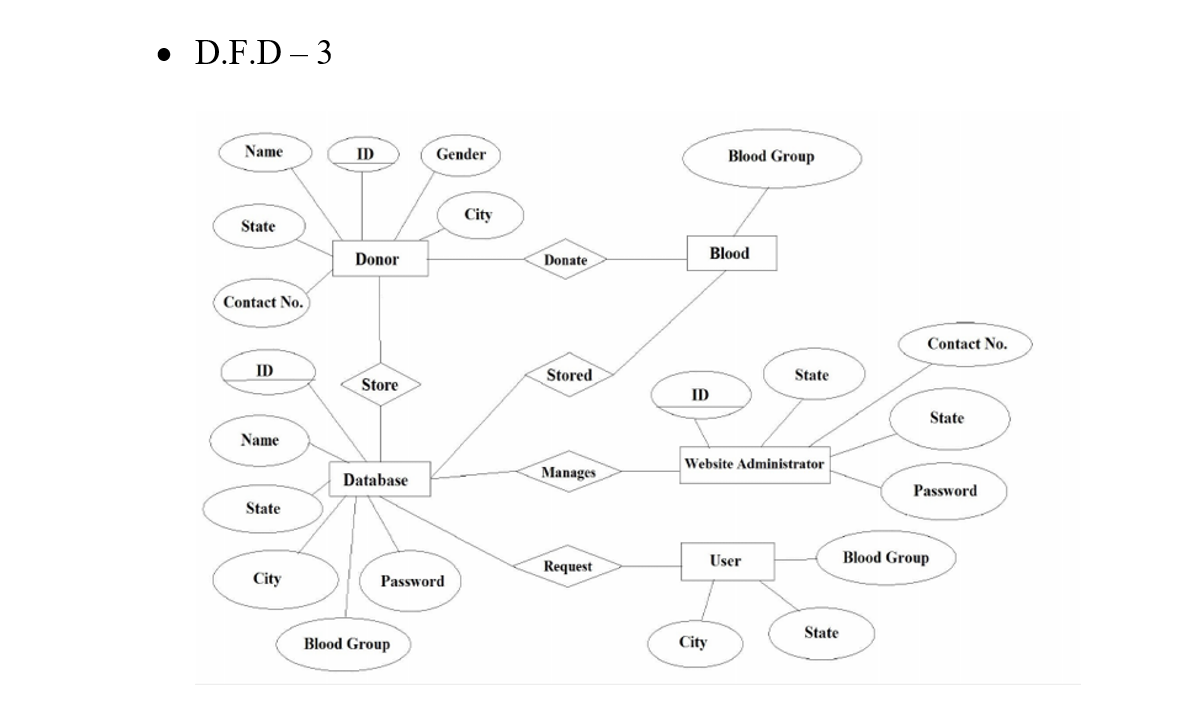 • D.F.D – 3
Name
ID
Gender
Blood Group
State
City
Donor
Donate
Blood
Contact No.
Contact No.
ID
Store
Stored
State
ID
State
Name
Database
Manages
Website Administrator
Password
State
Request
User
Blood Group
City
Password
Blood Group
City
State